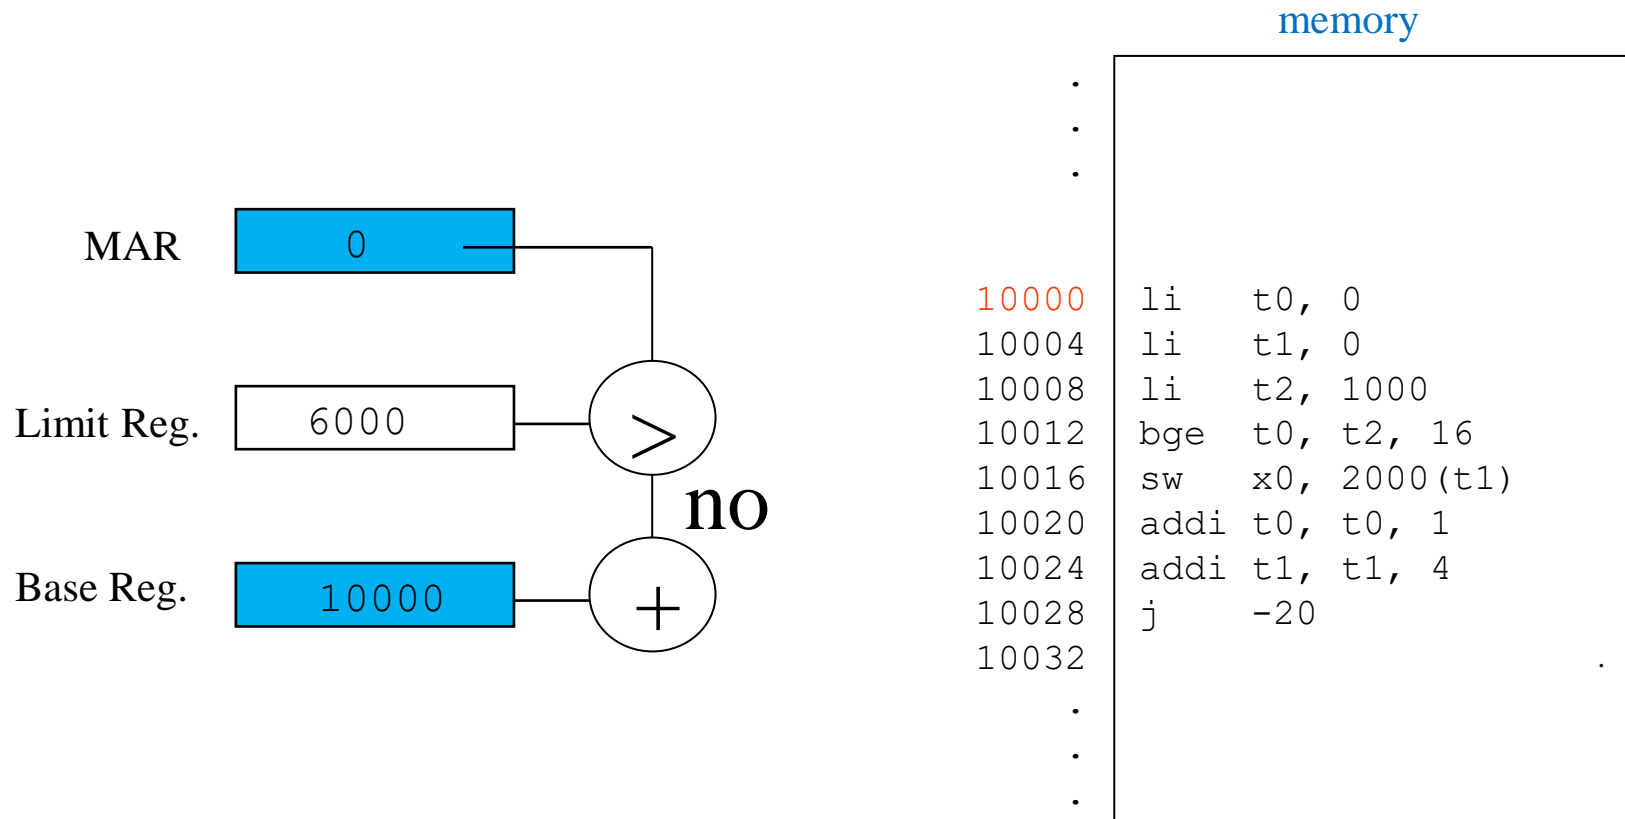 memory
.
.
.
MAR 0
Limit Reg. 6000
>
no
Base Reg. 10000
+
10000 li t0, 0
10004 li t1, 0
10008 li t2, 1000
10012 bge t0, t2, 16
10016 sw x0, 2000(t1)
10020 addi t0, t0, 1
10024 addi t1, t1, 4
10028 j -20
10032 .
.
.
.